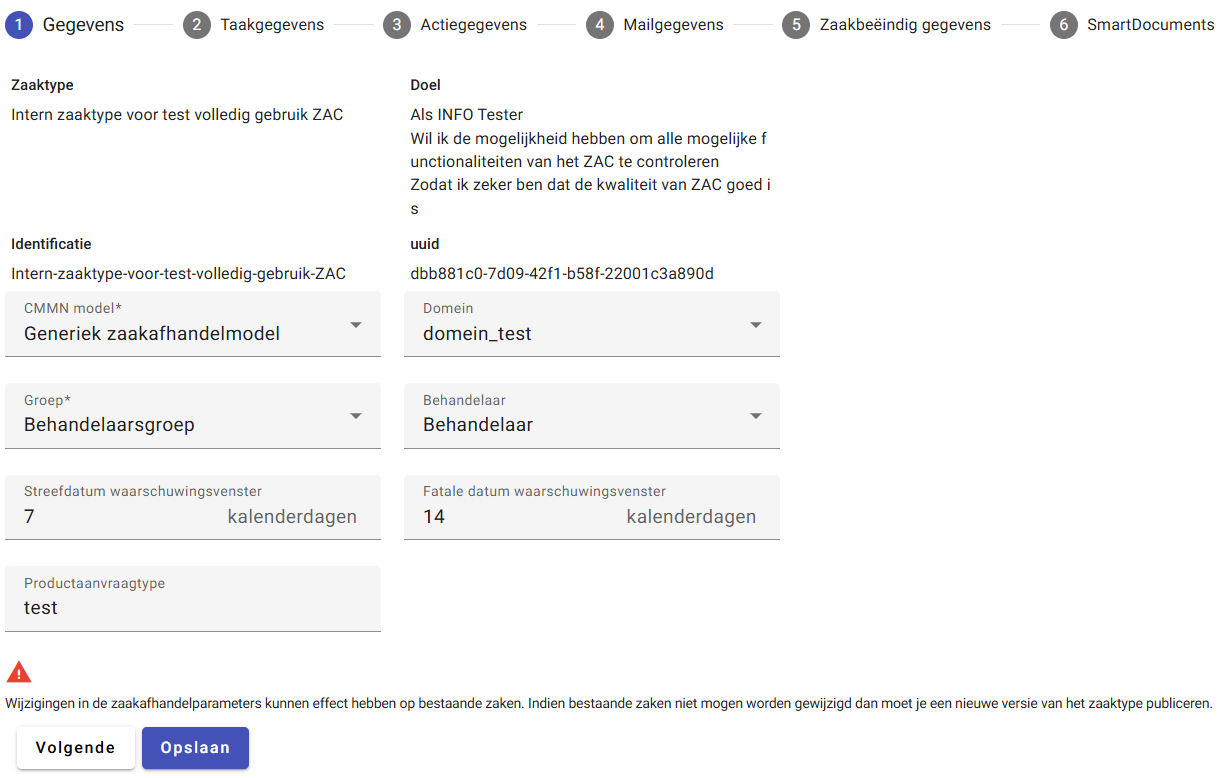 1 Gegevens 2 Taakgegevens 3 Actiegegevens 4 Mailgegevens 5 Zaakbeëindig gegevens 6 SmartDocuments
Zaaktype
Intern zaaktype voor test volledig gebruik ZAC
Doel
Als INFO Tester
Wil ik de mogelijkheid hebben om alle mogelijke f
unctionaliteiten van het ZAC te controleren
Zodat ik zeker ben dat de kwaliteit van ZAC goed i
s
Identificatie
Intern-zaaktype-voor-test-volledig-gebruik-ZAC
uuid
dbb881c0-7d09-42f1-b58f-22001c3a890d
CMMN model*
Generiek zaakafhandelmodel
Domein
domein_test
Groep*
Behandelaarsgroep
Behandelaar
Behandelaar
Streefdatum waarschuwingsvenster
7 kalenderdagen
Fatale datum waarschuwingsvenster
14 kalenderdagen
Productaanvraagtype
test
Wijzigingen in de zaakafhandelparameters kunnen effect hebben op bestaande zaken. Indien bestaande zaken niet mogen worden gewijzigd dan moet je een nieuwe versie van het zaaktype publiceren.
Volgende Opslaan